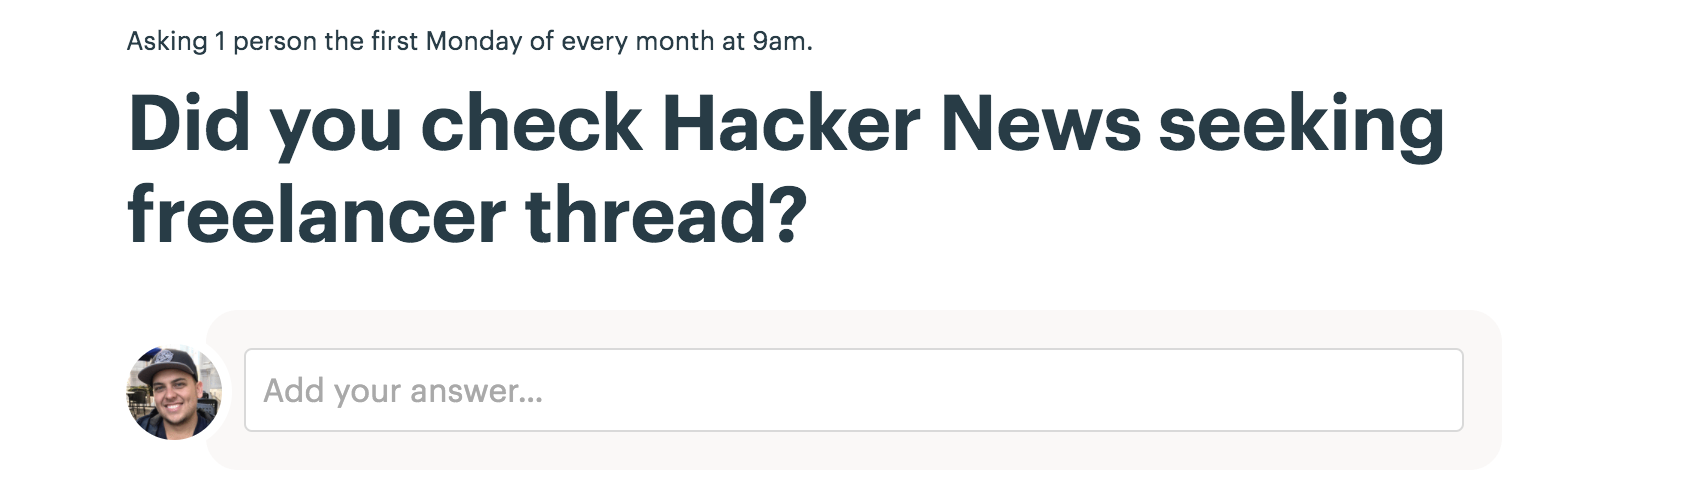 Asking 1 person the first Monday of every month at 9am.
Did you check Hacker News seeking
freelancer thread?
Add your answer...